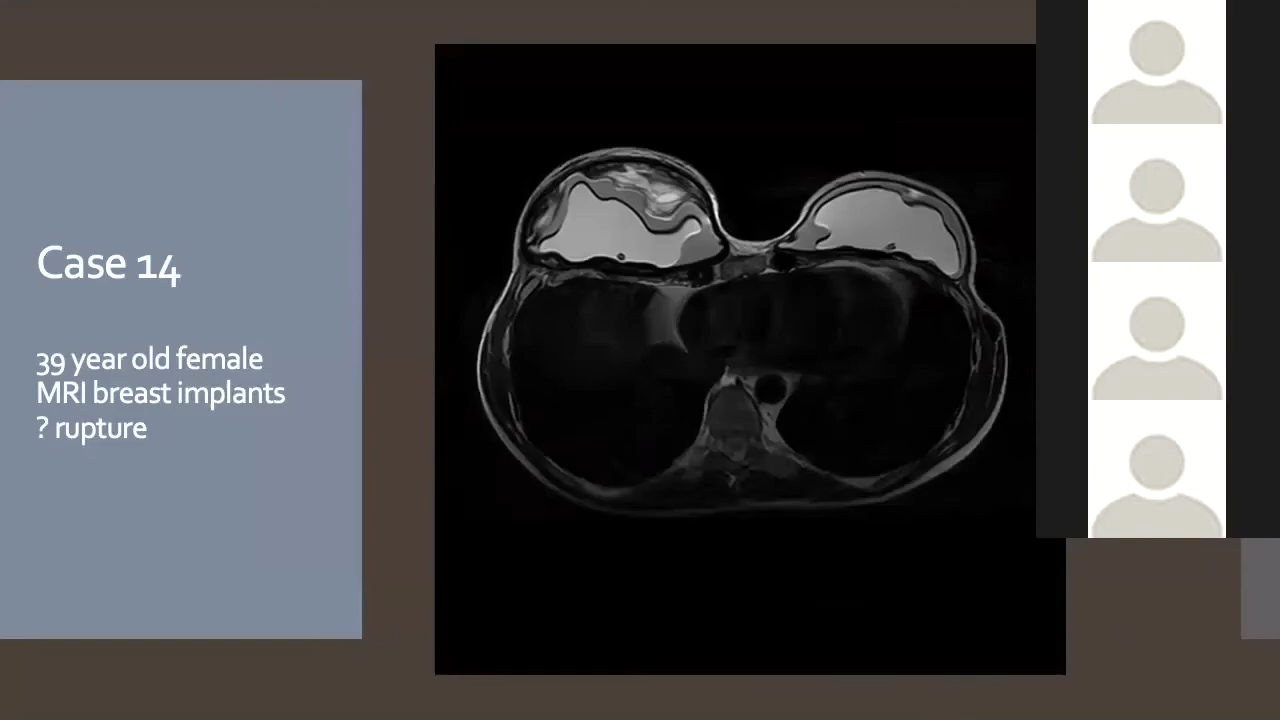 Case 14
39 year old female
MRI breast implants
? rupture